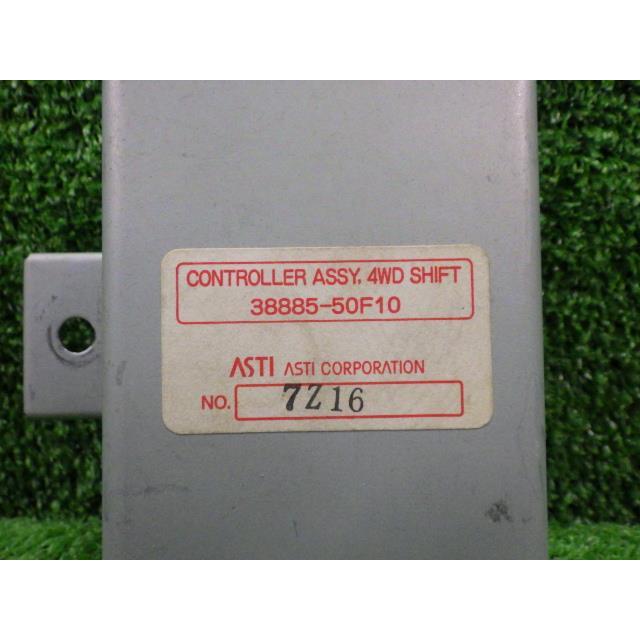 CONTROLLER ASSY, 4WD SHIFT
38885-50F10
ASTI ASTI CORPORATION
NO. 7Z16